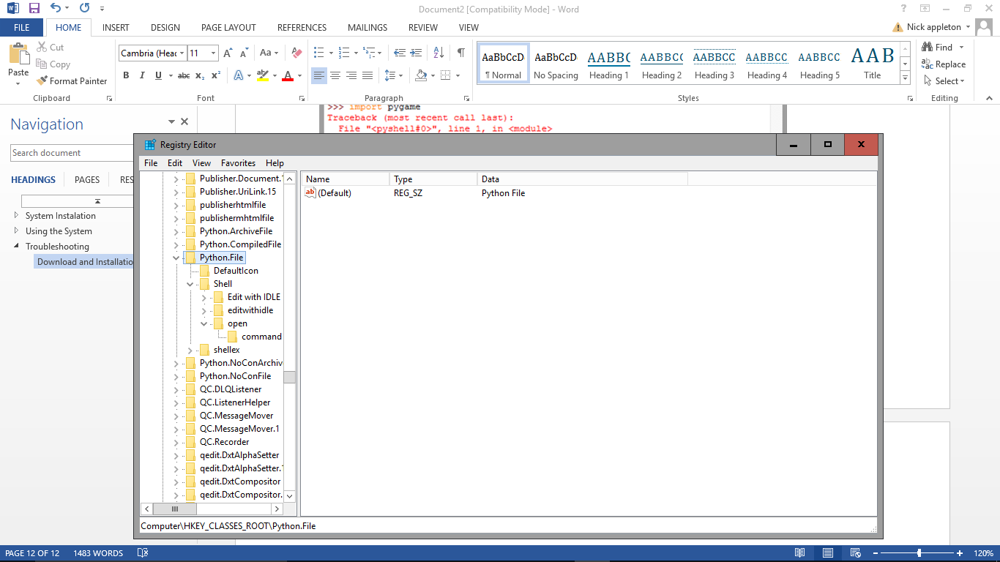 Document2 [Compatibility Mode] - Word
FILE HOME INSERT DESIGN PAGE LAYOUT REFERENCES MAILINGS REVIEW VIEW Nick appleton
Cut
Copy
Format Painter
Paste
Clipboard
Cambria (Head 11
Font
Paragraph
AaBbCcD AaBbCcD AABBC AABBCC AABBCC AABBCC AABBCC AAB
¶ Normal No Spacing Heading 1 Heading 2 Heading 3 Heading 4 Heading 5 Title
Styles
Find
Replace
Select
Editing
Navigation
Search document
HEADINGS PAGES RES
System Instalation
Using the System
Troubleshooting
Download and Installatio
>>> import pygame
Traceback (most recent call last):
File "<pyshell#0>", line 1, in <module>
Registry Editor
File Edit View Favorites Help
Publisher.Document.1
Publisher.UriLink.15
publisherhtmlfile
publishermhtmlfile
Python.ArchiveFile
Python.CompiledFile
Python.File
DefaultIcon
Shell
Edit with IDLE
editwithidle
open
command
shellex
Python.NoConArchiv
Python.NoConFile
QC.DLQListener
QC.ListenerHelper
QC.MessageMover
QC.MessageMover.1
QC.Recorder
qedit.DxtAlphaSetter
qedit.DxtAlphaSetter.1
qedit.DxtCompositor
qedit.DxtCompositor.
Name Type Data
(Default) REG_SZ Python File
Computer\HKEY_CLASSES_ROOT\Python.File
PAGE 12 OF 12 1483 WORDS 120%